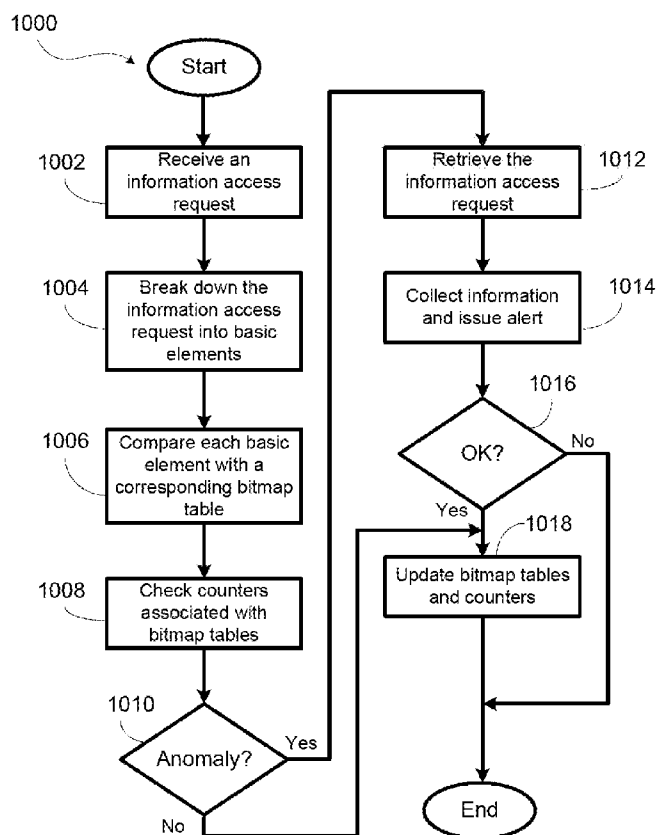 1000
Start
1002
Receive an
information access
request
1004
Break down the
information access
request into basic
elements
1006
Compare each basic
element with a
corresponding bitmap
table
1008
Check counters
associated with
bitmap tables
1010
Anomaly?
Yes
No
1012
Retrieve the
information access
request
1014
Collect information
and issue alert
1016
OK?
No
Yes
1018
Update bitmap tables
and counters
End